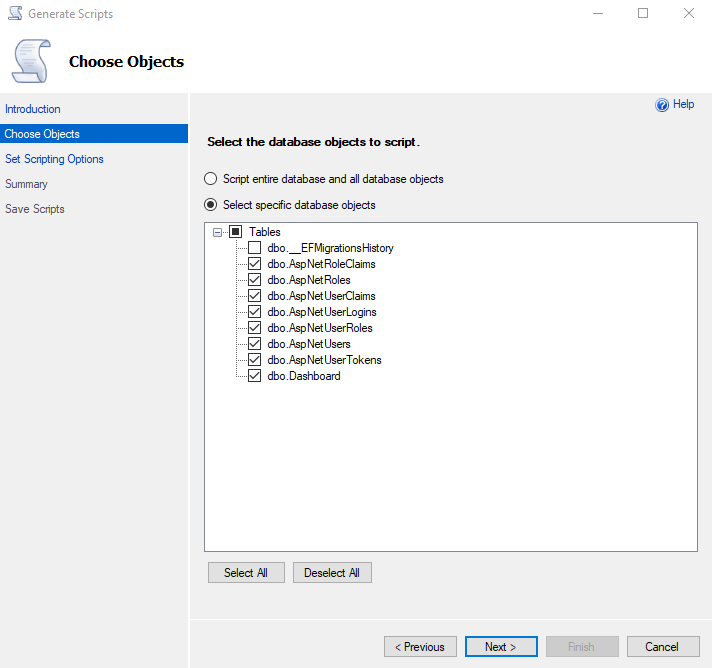 Generate Scripts
Choose Objects
Introduction
Choose Objects
Set Scripting Options
Summary
Save Scripts
Help
Select the database objects to script.
Script entire database and all database objects
Select specific database objects
Tables
dbo.__EFMigrationsHistory
dbo.AspNetRoleClaims
dbo.AspNetRoles
dbo.AspNetUserClaims
dbo.AspNetUserLogins
dbo.AspNetUserRoles
dbo.AspNetUsers
dbo.AspNetUserTokens
dbo.Dashboard
Select All
Deselect All
< Previous
Next >
Finish
Cancel